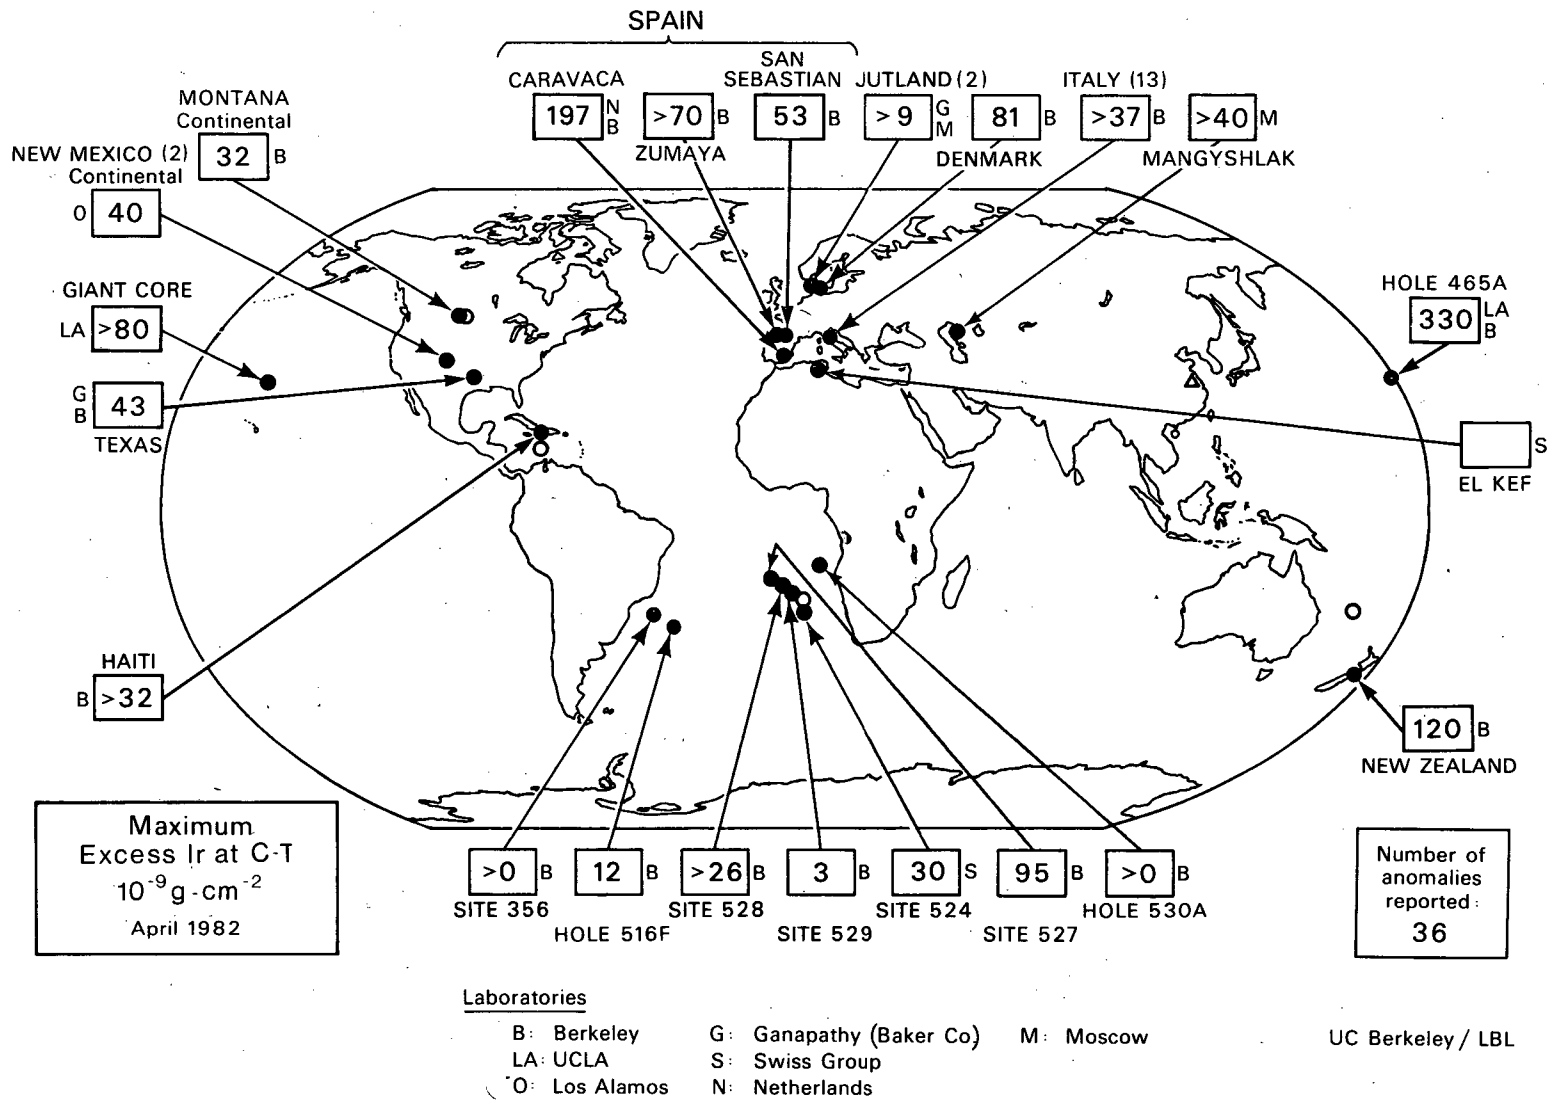 SPAIN
CARAVACA
197 N
B
>70 B
ZUMAYA
SAN
SEBASTIAN
53 B
JUTLAND (2)
>9 G
M
81 B
DENMARK
ITALY (13)
>37 B
>40 M
MANGYSHLAK
MONTANA
Continental
32 B
NEW MEXICO (2)
Continental
O 40
GIANT CORE
LA >80
G
B 43
TEXAS
HAITI
B >32
HOLE 465A
330 LA
B
S
EL KEF
120 B
NEW ZEALAND
>0 B
SITE 356
12 B
HOLE 516F
>26 B
SITE 528
3 B
SITE 529
30 S
SITE 524
95 B
SITE 527
>0 B
HOLE 530A
Maximum
Excess Ir at C-T
10⁻⁹g·cm⁻²
April 1982
Number of
anomalies
reported:
36
Laboratories
B: Berkeley G: Ganapathy (Baker Co) M: Moscow
LA: UCLA S: Swiss Group
O: Los Alamos N: Netherlands
UC Berkeley / LBL